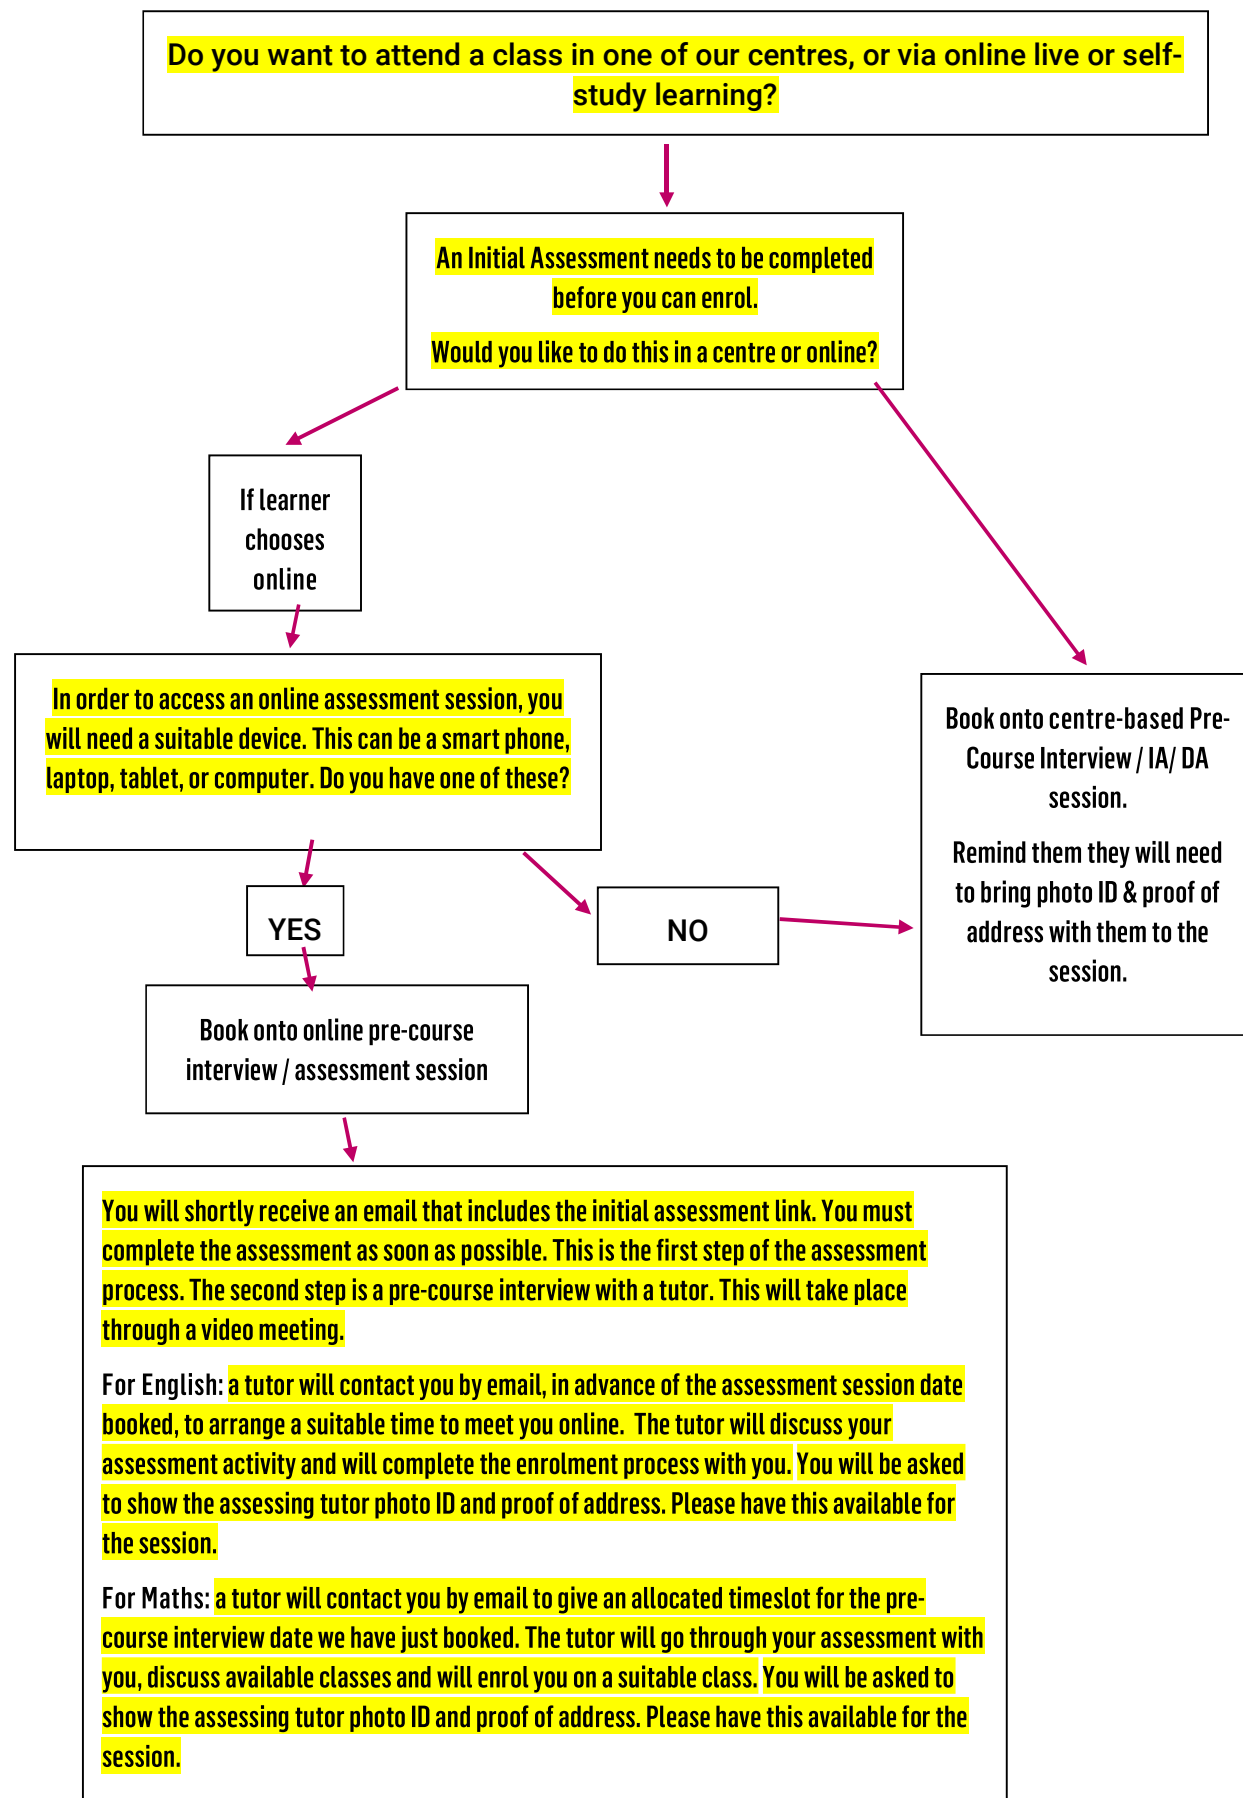 Do you want to attend a class in one of our centres, or via online live or self-
study learning?
An Initial Assessment needs to be completed
before you can enrol.
Would you like to do this in a centre or online?
If learner
chooses
online
In order to access an online assessment session, you
will need a suitable device. This can be a smart phone,
laptop, tablet, or computer. Do you have one of these?
Book onto centre-based Pre-
Course Interview / IA/ DA
session.
Remind them they will need
to bring photo ID & proof of
address with them to the
session.
YES
NO
Book onto online pre-course
interview / assessment session
You will shortly receive an email that includes the initial assessment link. You must
complete the assessment as soon as possible. This is the first step of the assessment
process. The second step is a pre-course interview with a tutor. This will take place
through a video meeting.
For English: a tutor will contact you by email, in advance of the assessment session date
booked, to arrange a suitable time to meet you online. The tutor will discuss your
assessment activity and will complete the enrolment process with you. You will be asked
to show the assessing tutor photo ID and proof of address. Please have this available for
the session.
For Maths: a tutor will contact you by email to give an allocated timeslot for the pre-
course interview date we have just booked. The tutor will go through your assessment with
you, discuss available classes and will enrol you on a suitable class. You will be asked to
show the assessing tutor photo ID and proof of address. Please have this available for the
session.